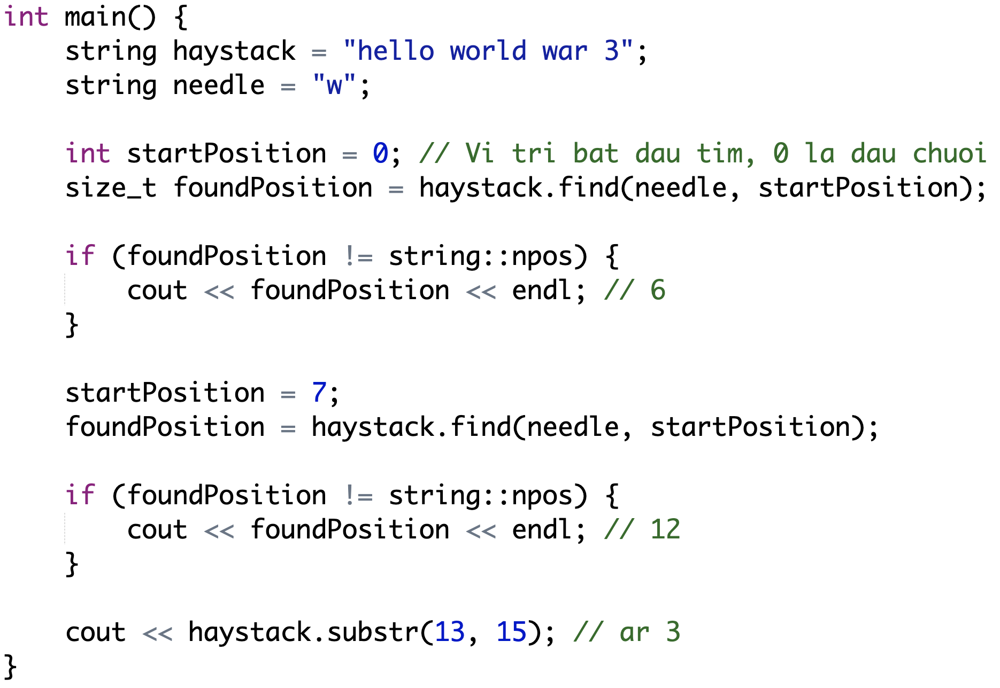 int main() {
    string haystack = "hello world war 3";
    string needle = "w";

    int startPosition = 0; // Vi tri bat dau tim, 0 la dau chuoi
    size_t foundPosition = haystack.find(needle, startPosition);

    if (foundPosition != string::npos) {
        cout << foundPosition << endl; // 6
    }

    startPosition = 7;
    foundPosition = haystack.find(needle, startPosition);

    if (foundPosition != string::npos) {
        cout << foundPosition << endl; // 12
    }

    cout << haystack.substr(13, 15); // ar 3
}